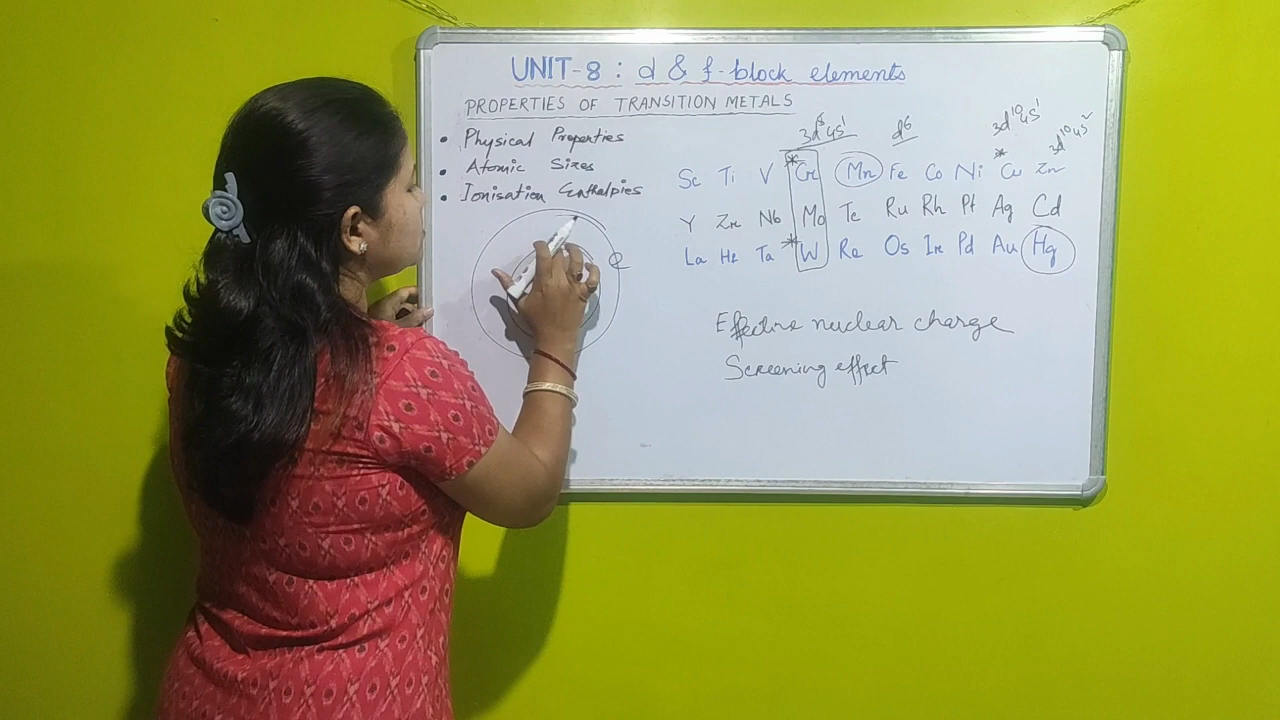 UNIT-8 : d & f-block elements
PROPERTIES OF TRANSITION METALS
• Physical Properties
• Atomic Sizes
• Ionisation Enthalpies
3d⁵4s¹ d⁶ 3d¹⁰4s¹ 3d¹⁰4s²
Sc Ti V *Cr Mn Fe Co Ni *Cu Zn
Y Zr Nb Mo Tc Ru Rh Pt Ag Cd
La Hf Ta *W Re Os Ir Pd Au Hg
e
Effective nuclear charge
Screening effect